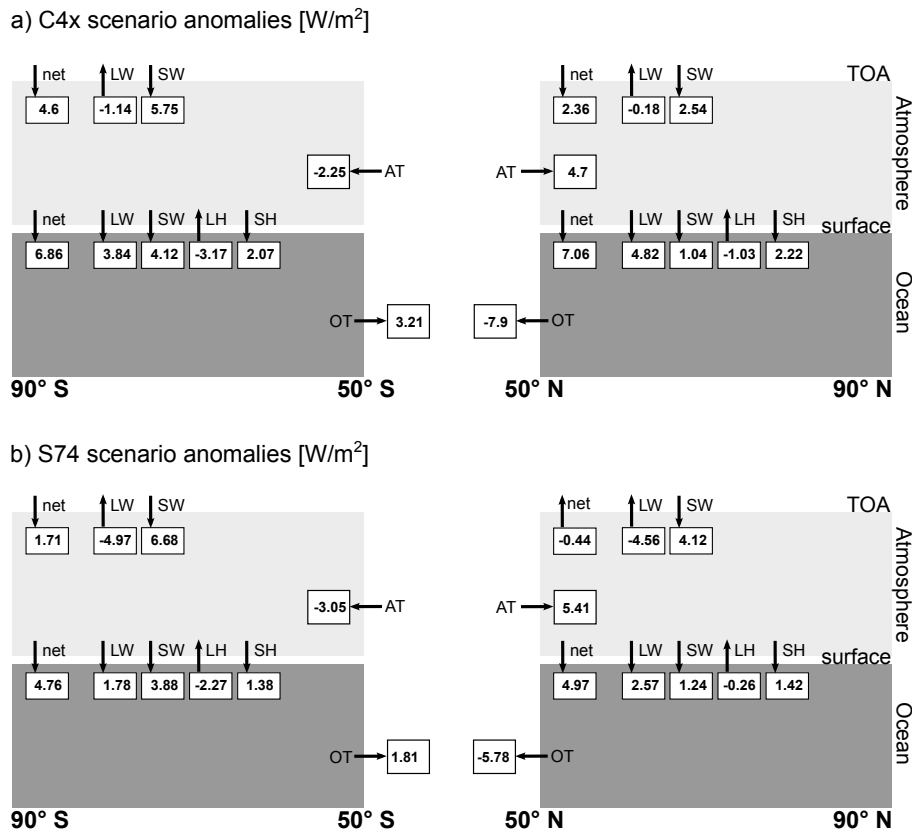 a) C4x scenario anomalies [W/m²]
net LW SW net LW SW TOA
4.6 -1.14 5.75 2.36 -0.18 2.54
Atmosphere
-2.25 AT AT 4.7
net LW SW LH SH net LW SW LH SH surface
6.86 3.84 4.12 -3.17 2.07 7.06 4.82 1.04 -1.03 2.22
Ocean
OT 3.21 -7.9 OT
90° S 50° S 50° N 90° N
b) S74 scenario anomalies [W/m²]
net LW SW net LW SW TOA
1.71 -4.97 6.68 -0.44 -4.56 4.12
Atmosphere
-3.05 AT AT 5.41
net LW SW LH SH net LW SW LH SH surface
4.76 1.78 3.88 -2.27 1.38 4.97 2.57 1.24 -0.26 1.42
Ocean
OT 1.81 -5.78 OT
90° S 50° S 50° N 90° N